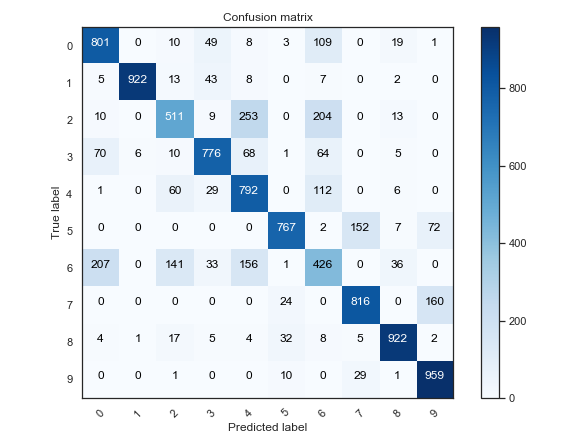 Confusion matrix
0 801 0 10 49 8 3 109 0 19 1
1 5 922 13 43 8 0 7 0 2 0
2 10 0 511 9 253 0 204 0 13 0
3 70 6 10 776 68 1 64 0 5 0
4 1 0 60 29 792 0 112 0 6 0
5 0 0 0 0 0 767 2 152 7 72
6 207 0 141 33 156 1 426 0 36 0
7 0 0 0 0 0 24 0 816 0 160
8 4 1 17 5 4 32 8 5 922 2
9 0 0 1 0 0 10 0 29 1 959
0 1 2 3 4 5 6 7 8 9
True label
Predicted label
800
600
400
200
0